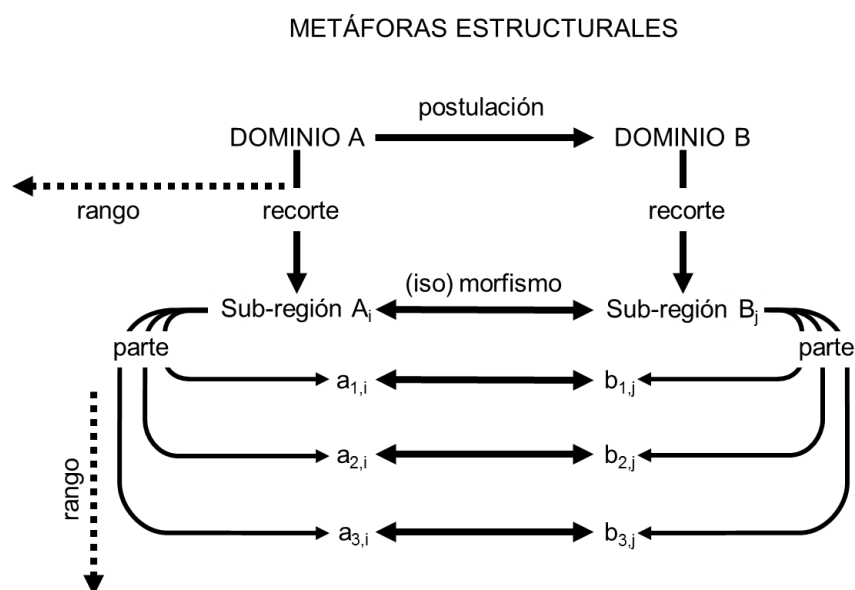 METÁFORAS ESTRUCTURALES
postulación
DOMINIO A
DOMINIO B
rango
recorte
recorte
(iso) morfismo
Sub-región Aᵢ
Sub-región Bⱼ
parte
parte
a₁,ᵢ
b₁,ⱼ
a₂,ᵢ
b₂,ⱼ
rango
a₃,ᵢ
b₃,ⱼ